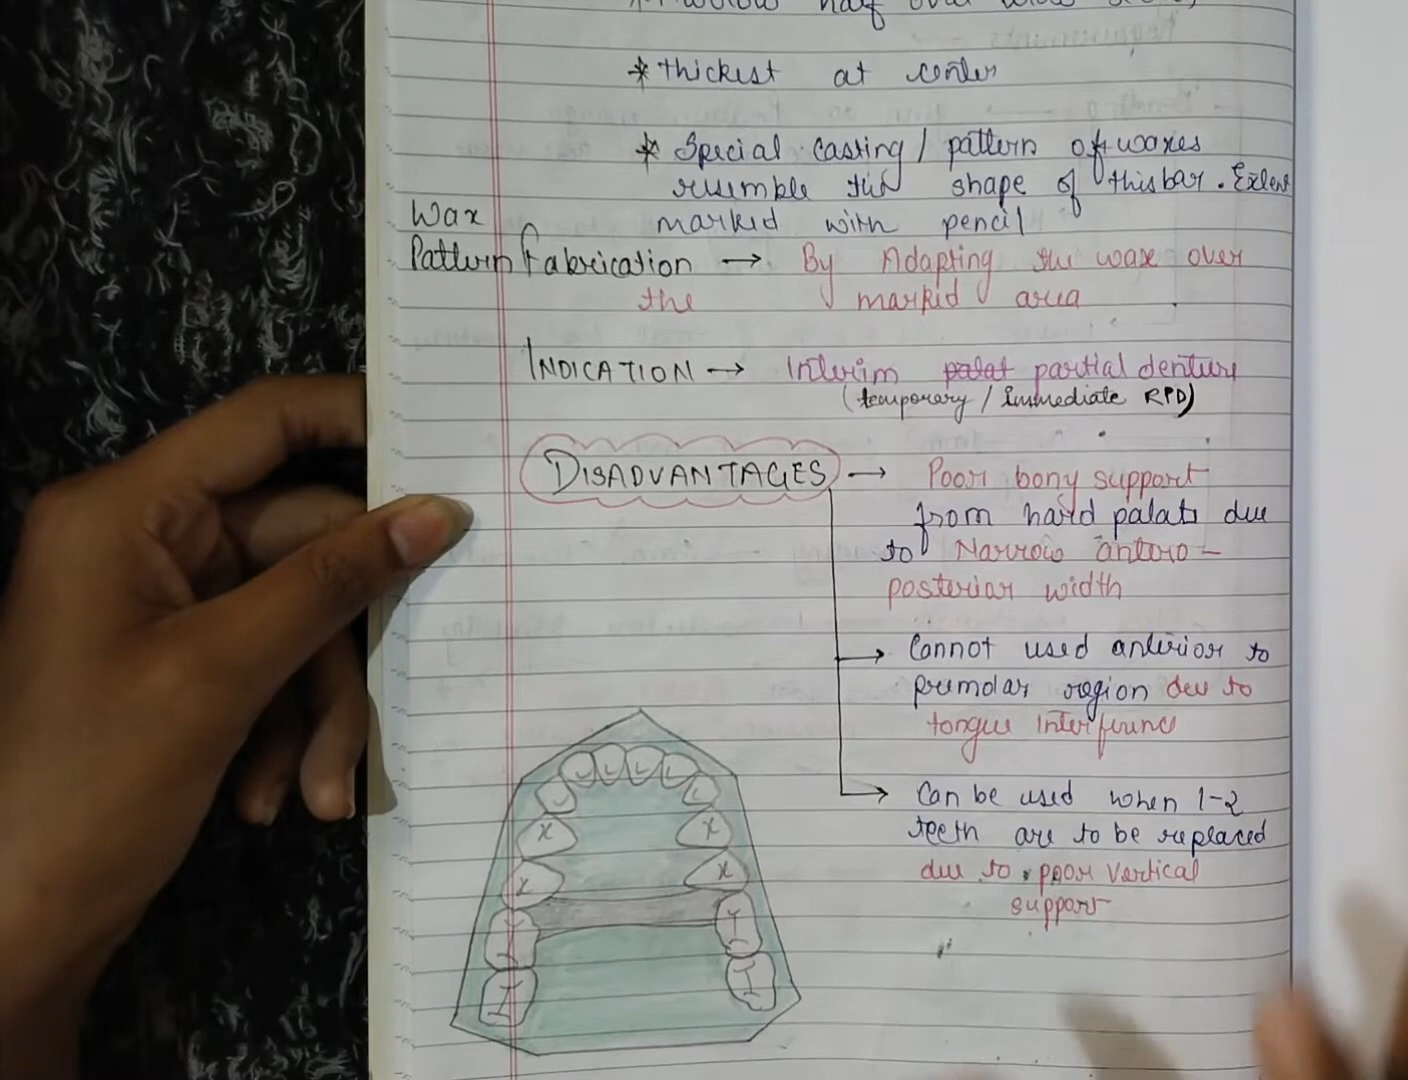 half
* thickest at center
* Special casting / pattern of waxes
resemble the shape of this bar. Extent
marked with pencil
Wax
Pattern fabrication → By Adapting the wax over
the marked area
INDICATION → Interim palat partial denture
(temporary / immediate RPD)
DISADVANTAGES → Poor bony support
from hard palate due
to Narrow antero-
posterior width
→ Cannot used anterior to
premolar region deu to
tongue interference
→ Can be used when 1-2
teeth are to be replaced
due to poor vertical
support
x x
x x